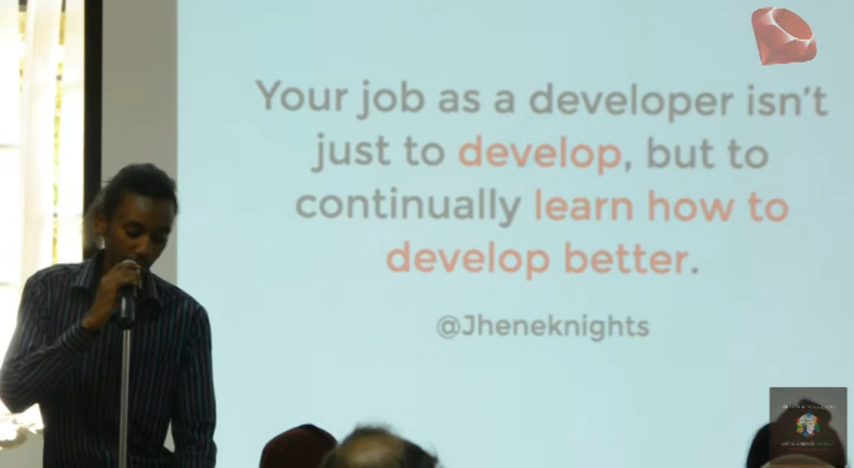 Your job as a developer isn't
just to develop, but to
continually learn how to
develop better.
@Jheneknights